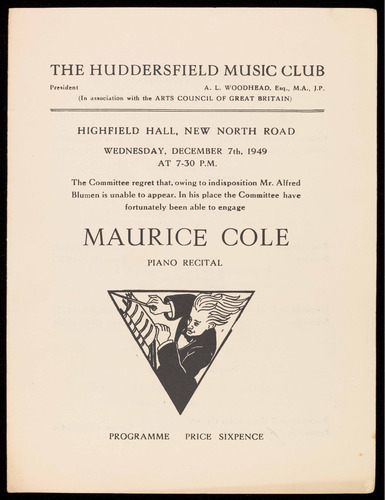 THE HUDDERSFIELD MUSIC CLUB
President A. L. WOODHEAD, Esq., M.A., J.P.
(In association with the ARTS COUNCIL OF GREAT BRITAIN)
HIGHFIELD HALL, NEW NORTH ROAD
WEDNESDAY, DECEMBER 7th, 1949
AT 7-30 P.M.
The Committee regret that, owing to indisposition Mr. Alfred
Blumen is unable to appear. In his place the Committee have
fortunately been able to engage
MAURICE COLE
PIANO RECITAL
PROGRAMME PRICE SIXPENCE